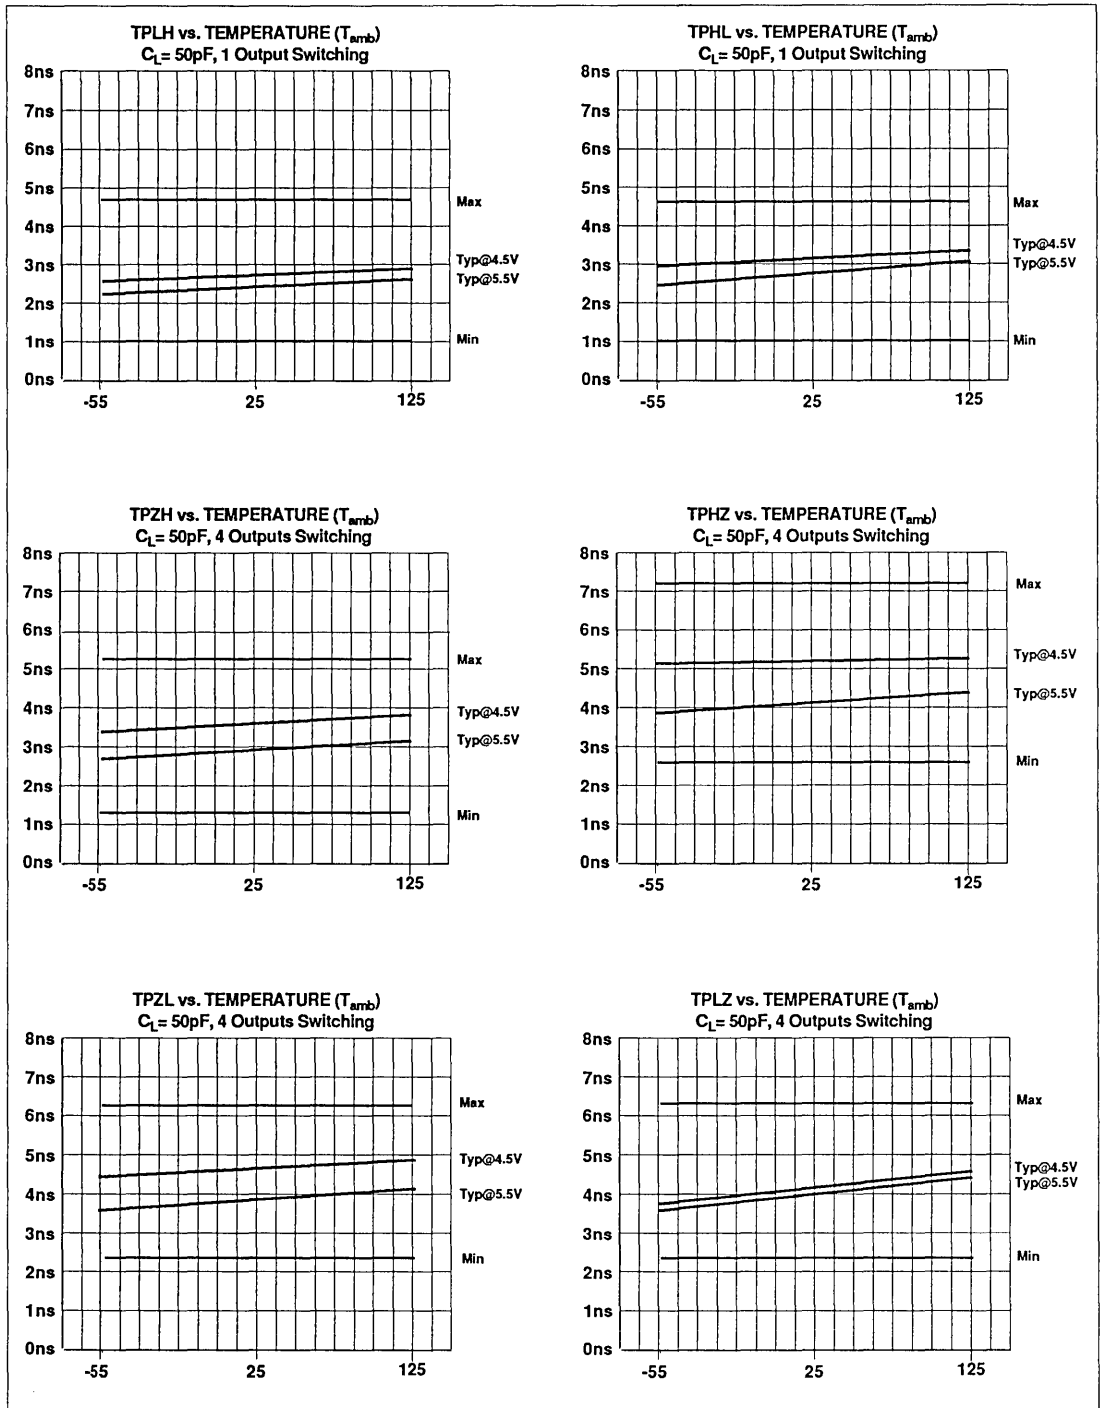 TPLH vs. TEMPERATURE (Tamb)
CL= 50pF, 1 Output Switching
8ns
7ns
6ns
5ns
4ns
3ns
2ns
1ns
0ns
Max
Typ@4.5V
Typ@5.5V
Min
-55
25
125
TPHL vs. TEMPERATURE (Tamb)
CL= 50pF, 1 Output Switching
8ns
7ns
6ns
5ns
4ns
3ns
2ns
1ns
0ns
Max
Typ@4.5V
Typ@5.5V
Min
-55
25
125
TPZH vs. TEMPERATURE (Tamb)
CL= 50pF, 4 Outputs Switching
8ns
7ns
6ns
5ns
4ns
3ns
2ns
1ns
0ns
Max
Typ@4.5V
Typ@5.5V
Min
-55
25
125
TPHZ vs. TEMPERATURE (Tamb)
CL= 50pF, 4 Outputs Switching
8ns
7ns
6ns
5ns
4ns
3ns
2ns
1ns
0ns
Max
Typ@4.5V
Typ@5.5V
Min
-55
25
125
TPZL vs. TEMPERATURE (Tamb)
CL= 50pF, 4 Outputs Switching
8ns
7ns
6ns
5ns
4ns
3ns
2ns
1ns
0ns
Max
Typ@4.5V
Typ@5.5V
Min
-55
25
125
TPLZ vs. TEMPERATURE (Tamb)
CL= 50pF, 4 Outputs Switching
8ns
7ns
6ns
5ns
4ns
3ns
2ns
1ns
0ns
Max
Typ@4.5V
Typ@5.5V
Min
-55
25
125